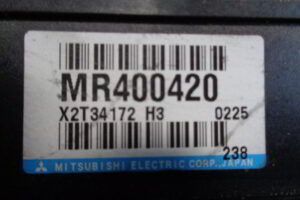 MR400420
X2T34172 H3 0225
238
MITSUBISHI ELECTRIC CORP. JAPAN